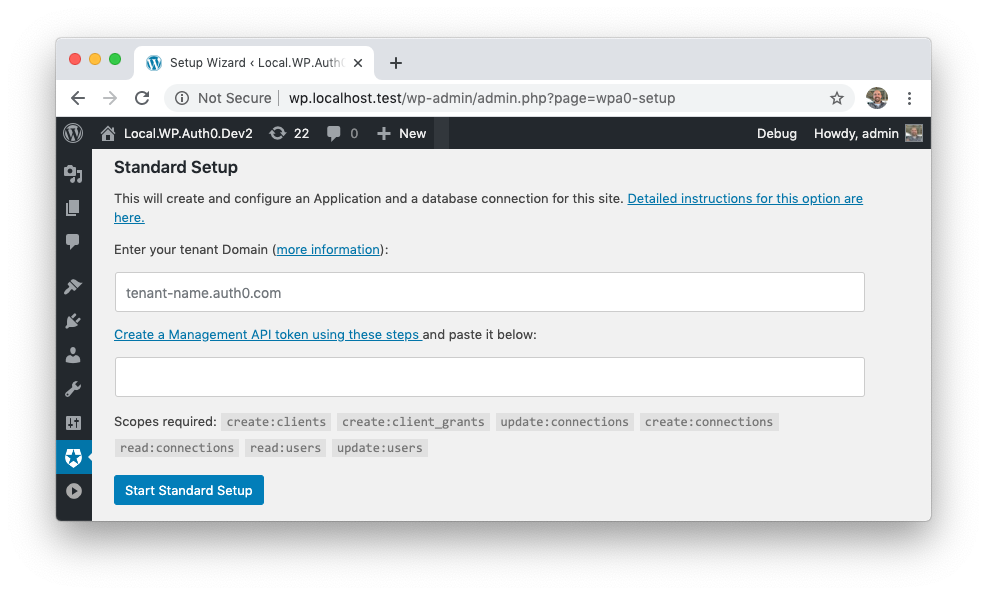 Setup Wizard ‹ Local.WP.Auth0
Not Secure | wp.localhost.test/wp-admin/admin.php?page=wpa0-setup
Local.WP.Auth0.Dev2 22 0 New Debug Howdy, admin
Standard Setup
This will create and configure an Application and a database connection for this site. Detailed instructions for this option are
here.
Enter your tenant Domain (more information):
tenant-name.auth0.com
Create a Management API token using these steps and paste it below:
Scopes required: create:clients create:client_grants update:connections create:connections
read:connections read:users update:users
Start Standard Setup